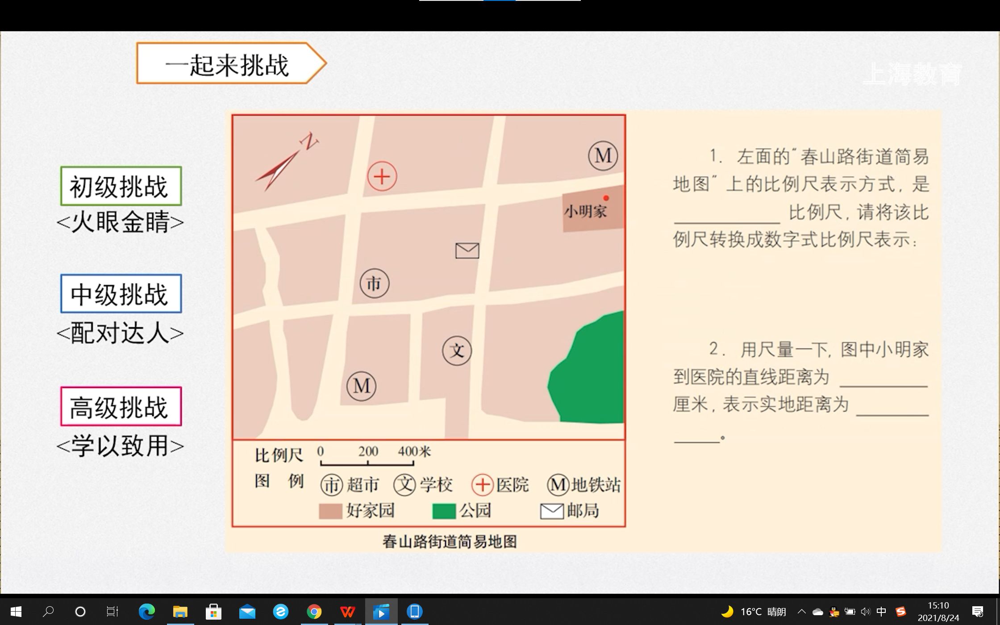 一起来挑战
上海教育
初级挑战
<火眼金睛>
中级挑战
<配对达人>
高级挑战
<学以致用>
N
M
小明家
市
文
M
比例尺 0 200 400米
图 例 市 超市 文 学校 医院 M 地铁站
好家园 公园 邮局
春山路街道简易地图
1. 左面的“春山路街道简易
地图”上的比例尺表示方式，是
____________ 比例尺，请将该比
例尺转换成数字式比例尺表示：
2. 用尺量一下，图中小明家
到医院的直线距离为 __________
厘米，表示实地距离为 ________
_____。
16°C 晴朗
中
15:10
2021/8/24